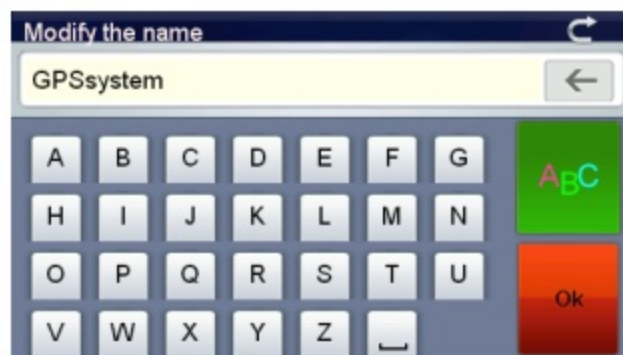 Modify the name
GPSsystem
A B C D E F G
ABC
H I J K L M N
O P Q R S T U
Ok
V W X Y Z